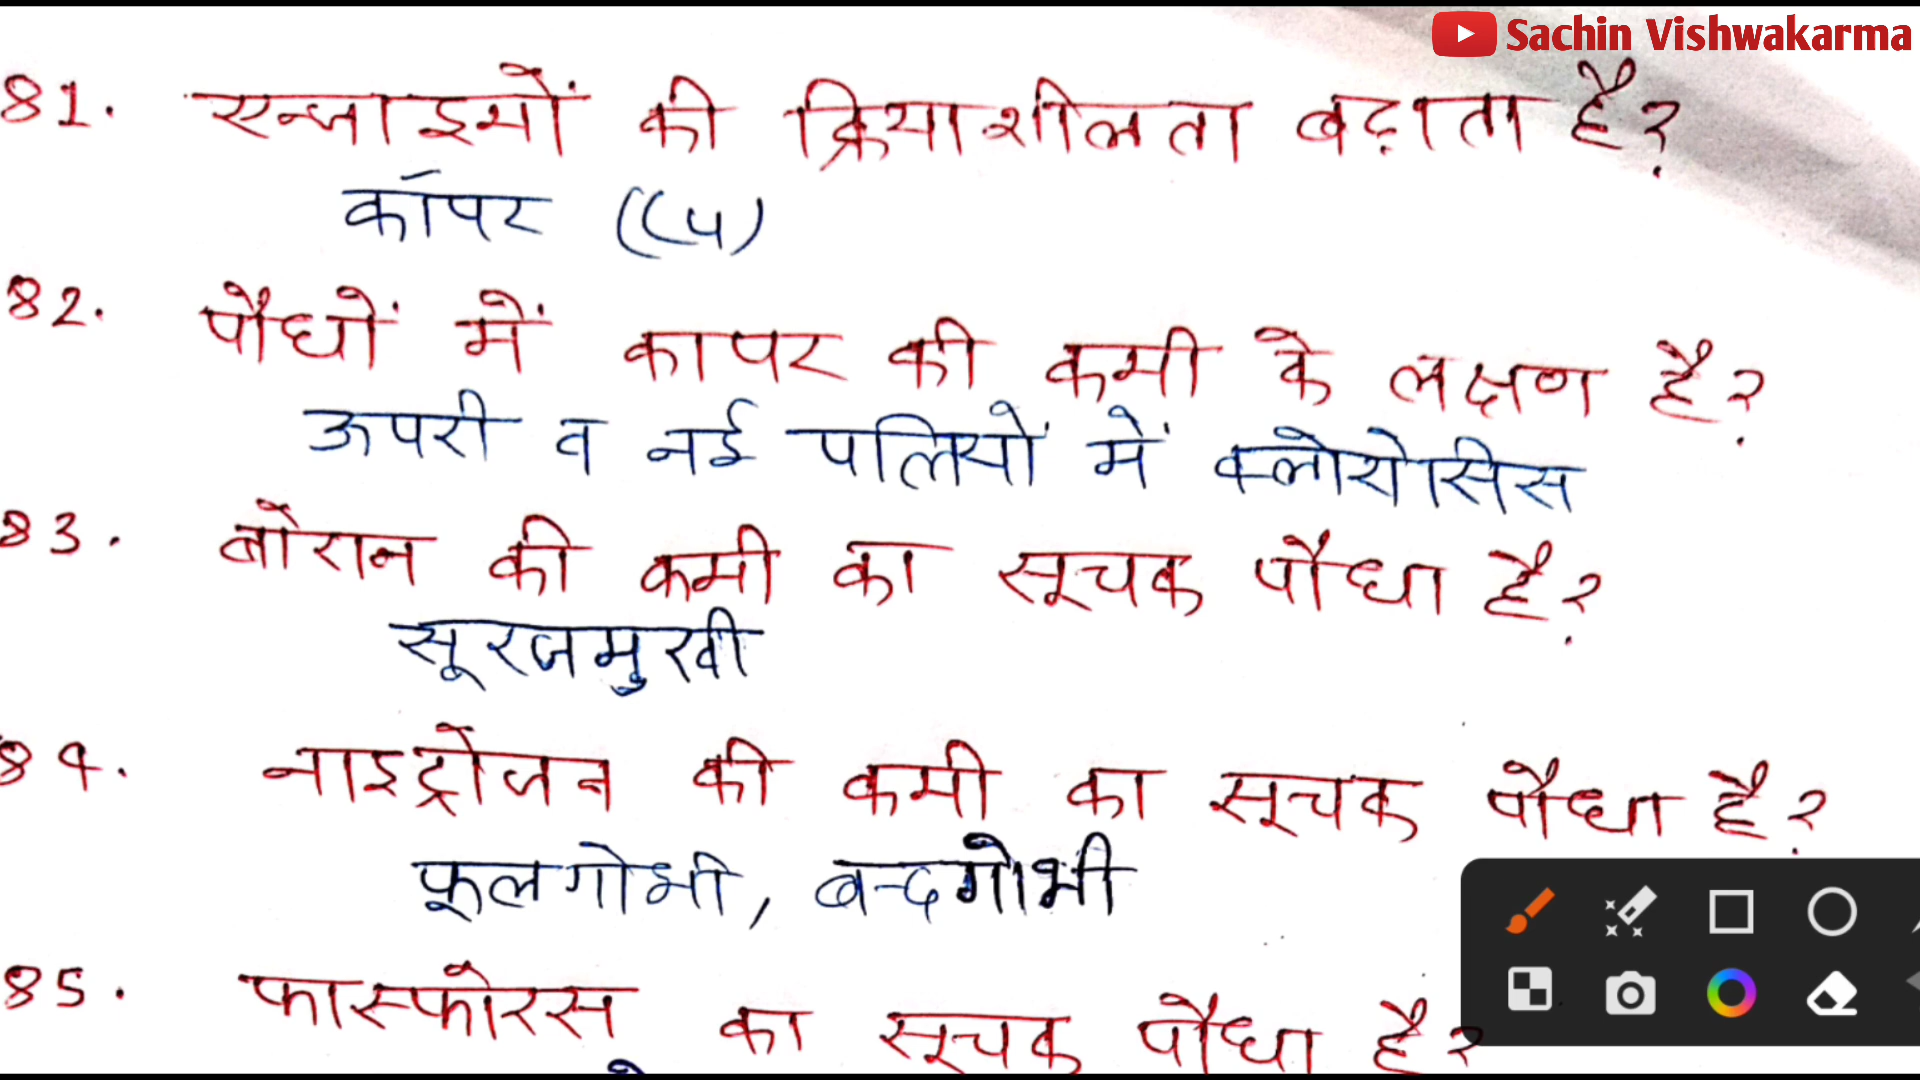 Sachin Vishwakarma
81. एन्जाइमों की क्रियाशीलता बढ़ाता है?
कॉपर (Cu)
82. पौधों में कापर की कमी के लक्षण है?
ऊपरी व नई पत्तियों में क्लोरोसिस
83. बोरान की कमी का सूचक पौधा है?
सूरजमुखी
84. नाइट्रोजन की कमी का सूचक पौधा है?
फूलगोभी, बन्दगोभी
85. फास्फोरस का सूचक पौधा है?